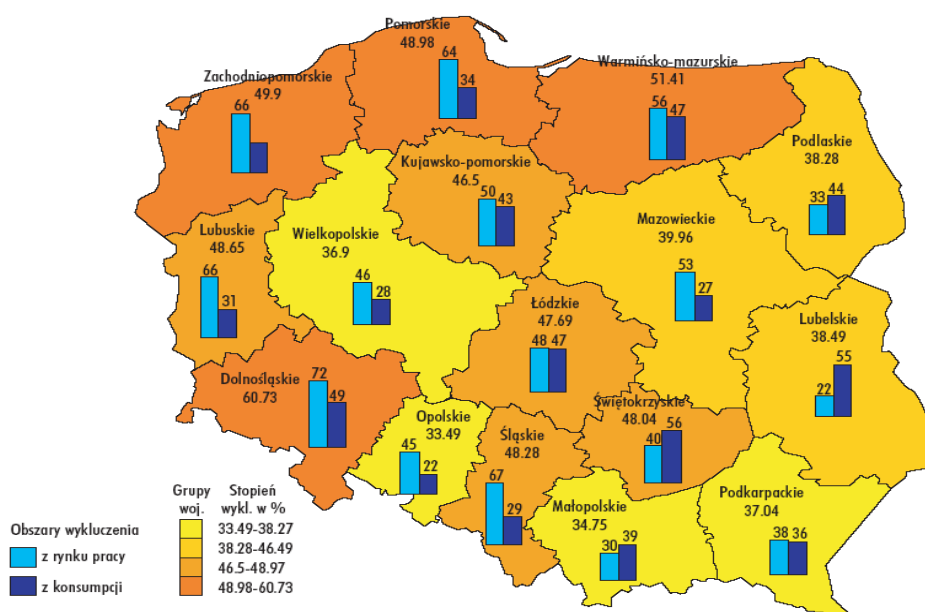 Pomorskie
48.98
64
34
Zachodniopomorskie
49.9
66
Warmińsko-mazurskie
51.41
56
47
Podlaskie
38.28
33
44
Kujawsko-pomorskie
46.5
50
43
Mazowieckie
39.96
53
27
Lubuskie
48.65
66
31
Wielkopolskie
36.9
46
28
Łódzkie
47.69
48
47
Lubelskie
38.49
22
55
Dolnośląskie
60.73
72
49
Opolskie
33.49
45
22
Śląskie
48.28
67
29
Świętokrzyskie
48.04
40
56
Małopolskie
34.75
30
39
Podkarpackie
37.04
38
36
Obszary wykluczenia
z rynku pracy
z konsumpcji
Grupy
woj.
Stopień
wykl. w %
33.49-38.27
38.28-46.49
46.5-48.97
48.98-60.73